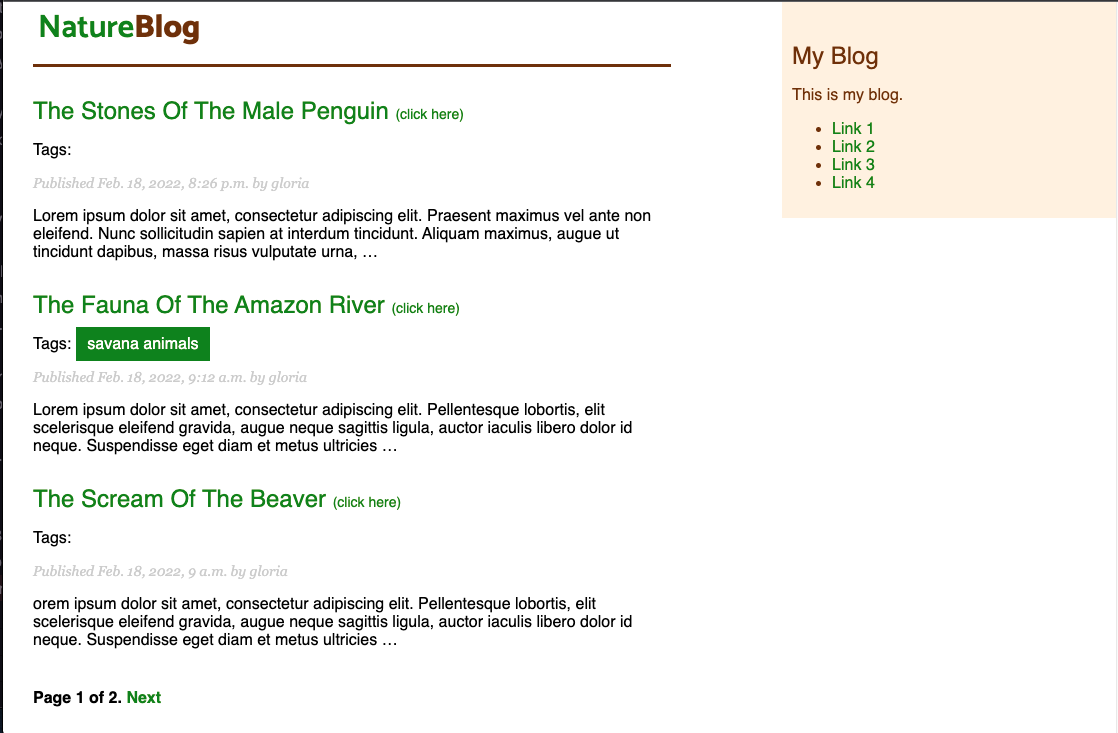 NatureBlog
The Stones Of The Male Penguin (click here)
Tags:
Published Feb. 18, 2022, 8:26 p.m. by gloria
Lorem ipsum dolor sit amet, consectetur adipiscing elit. Praesent maximus vel ante non
eleifend. Nunc sollicitudin sapien at interdum tincidunt. Aliquam maximus, augue ut
tincidunt dapibus, massa risus vulputate urna, …
The Fauna Of The Amazon River (click here)
Tags: savana animals
Published Feb. 18, 2022, 9:12 a.m. by gloria
Lorem ipsum dolor sit amet, consectetur adipiscing elit. Pellentesque lobortis, elit
scelerisque eleifend gravida, augue neque sagittis ligula, auctor iaculis libero dolor id
neque. Suspendisse eget diam et metus ultricies …
The Scream Of The Beaver (click here)
Tags:
Published Feb. 18, 2022, 9 a.m. by gloria
orem ipsum dolor sit amet, consectetur adipiscing elit. Pellentesque lobortis, elit
scelerisque eleifend gravida, augue neque sagittis ligula, auctor iaculis libero dolor id
neque. Suspendisse eget diam et metus ultricies …
Page 1 of 2. Next
My Blog
This is my blog.
• Link 1
• Link 2
• Link 3
• Link 4